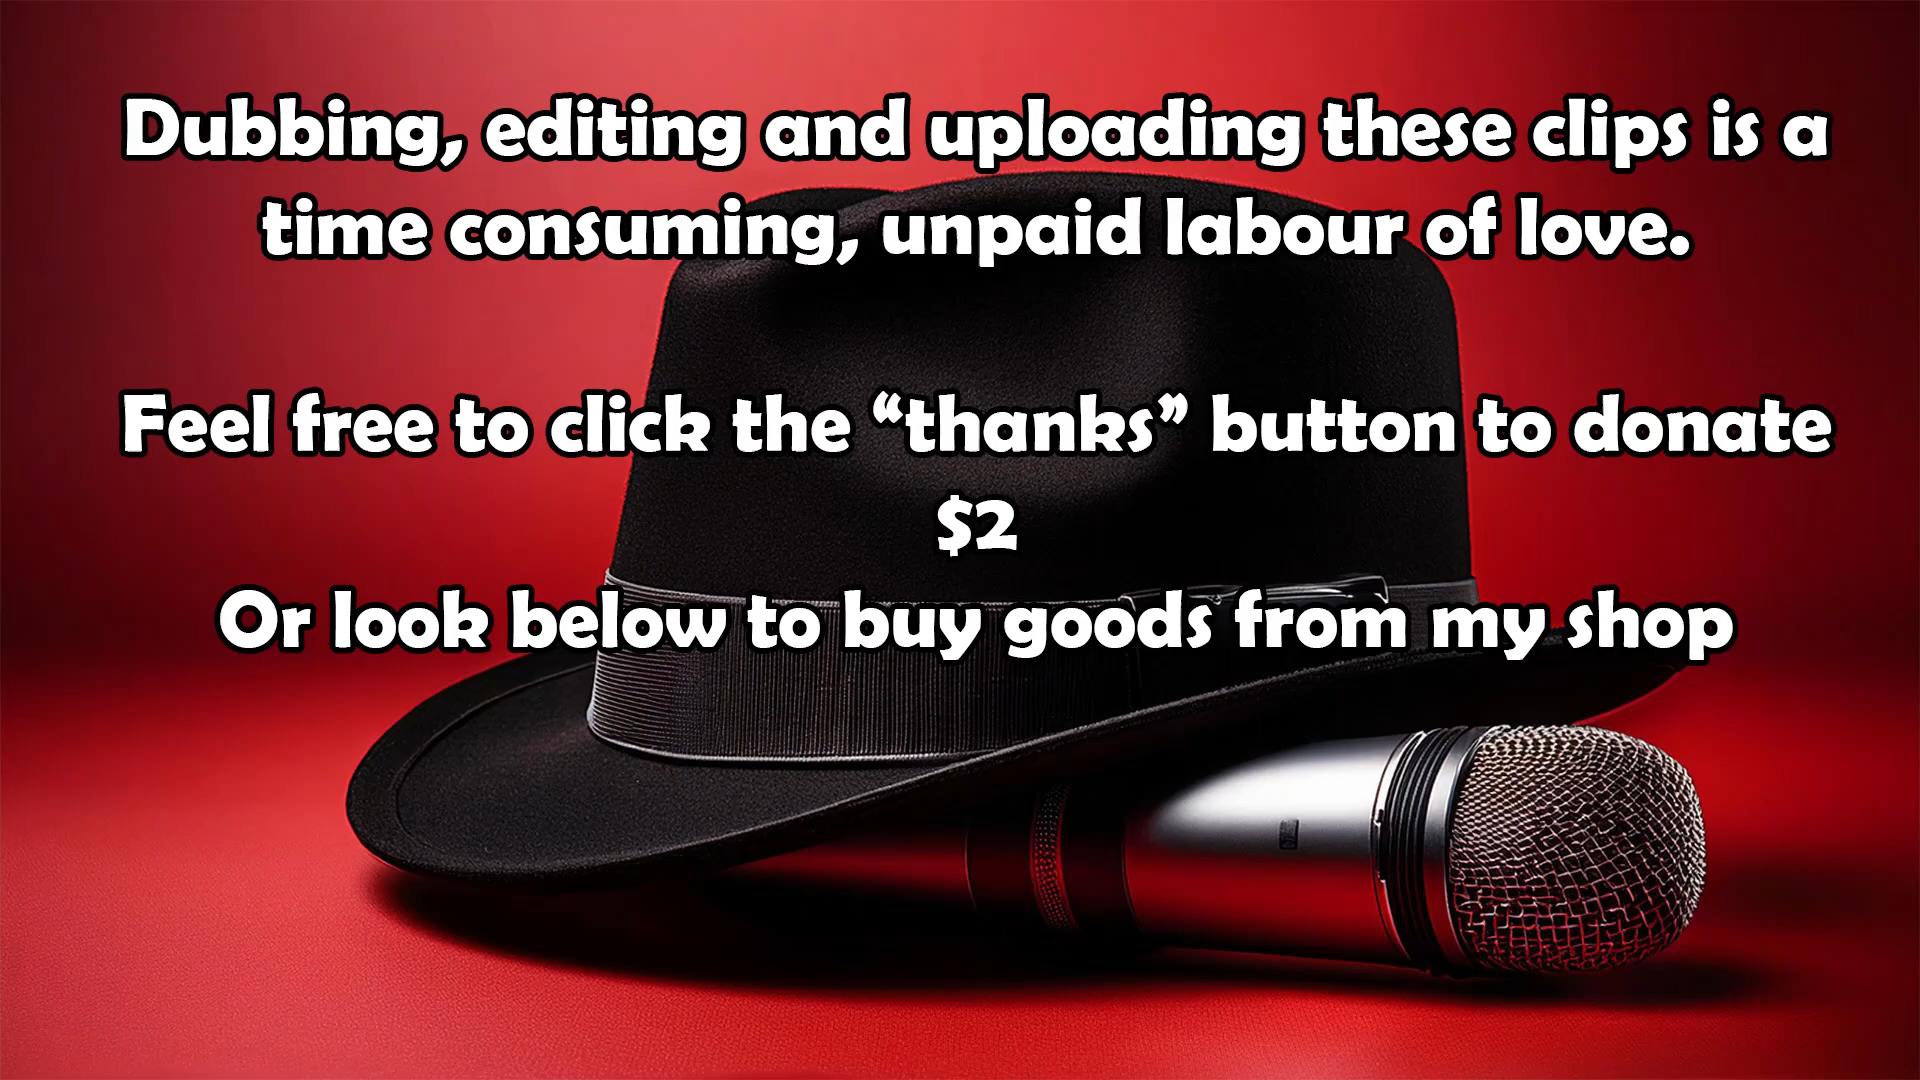 Dubbing, editing and uploading these clips is a
time consuming, unpaid labour of love.
Feel free to click the “thanks” button to donate
$2
Or look below to buy goods from my shop